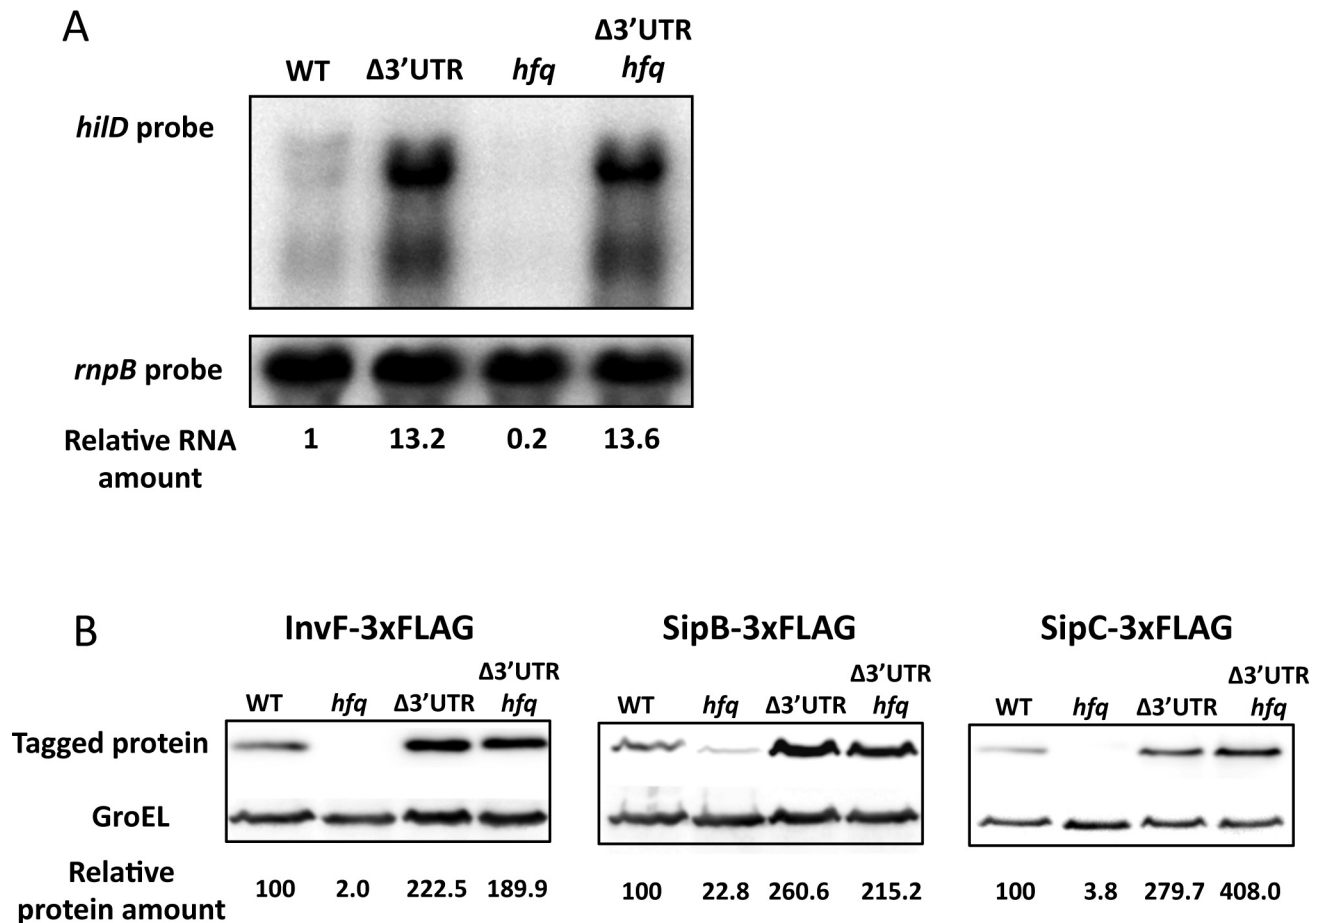 A
Δ3’UTR
WT Δ3’UTR hfq hfq
hilD probe
rnpB probe
Relative RNA 1 13.2 0.2 13.6
amount
B InvF-3xFLAG SipB-3xFLAG SipC-3xFLAG
Δ3’UTR Δ3’UTR Δ3’UTR
WT hfq Δ3’UTR hfq WT hfq Δ3’UTR hfq WT hfq Δ3’UTR hfq
Tagged protein
GroEL
Relative
protein amount 100 2.0 222.5 189.9 100 22.8 260.6 215.2 100 3.8 279.7 408.0